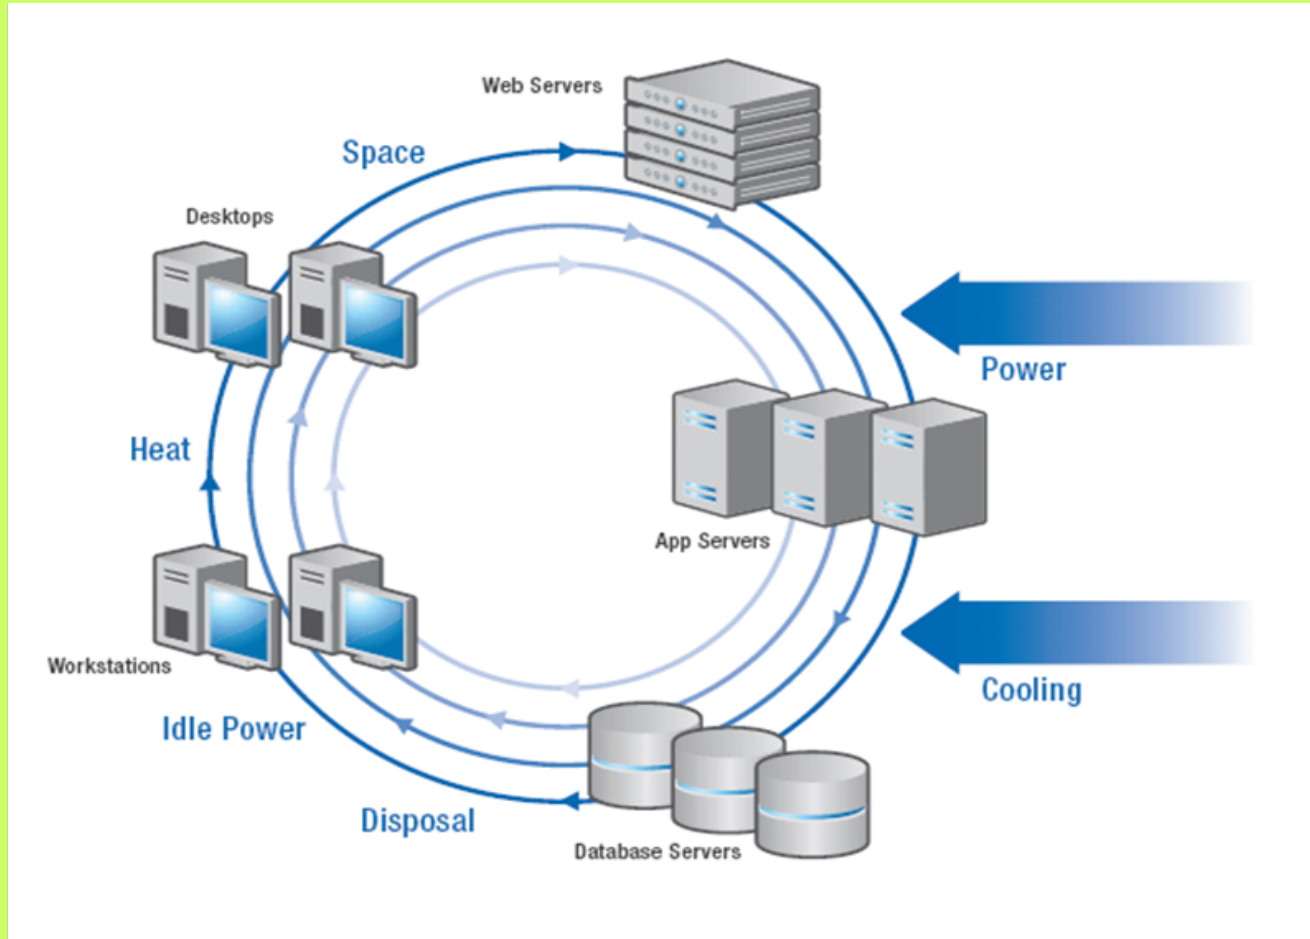 Web Servers
Space
Desktops
Power
Heat
App Servers
Workstations
Cooling
Idle Power
Disposal
Database Servers